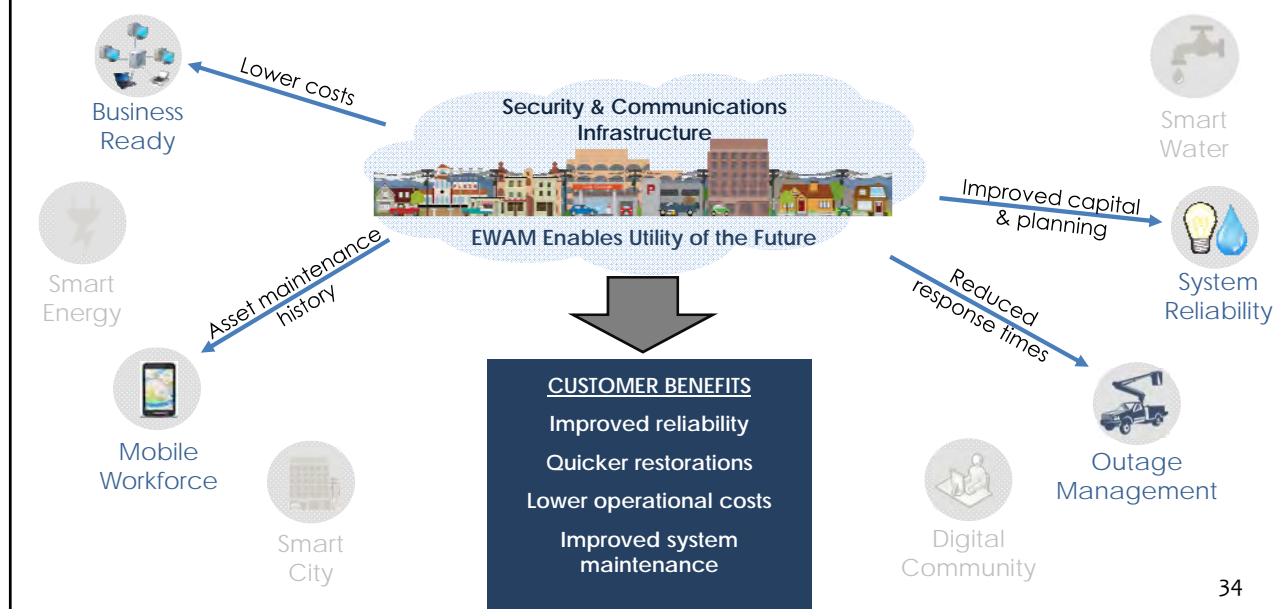 Business
Ready
Lower costs
Security & Communications
Infrastructure
P
EWAM Enables Utility of the Future
Smart
Water
Improved capital
& planning
System
Reliability
Smart
Energy
Asset maintenance
history
Mobile
Workforce
Reduced
response times
Outage
Management
Smart
City
CUSTOMER BENEFITS
Improved reliability
Quicker restorations
Lower operational costs
Improved system
maintenance
Digital
Community
34